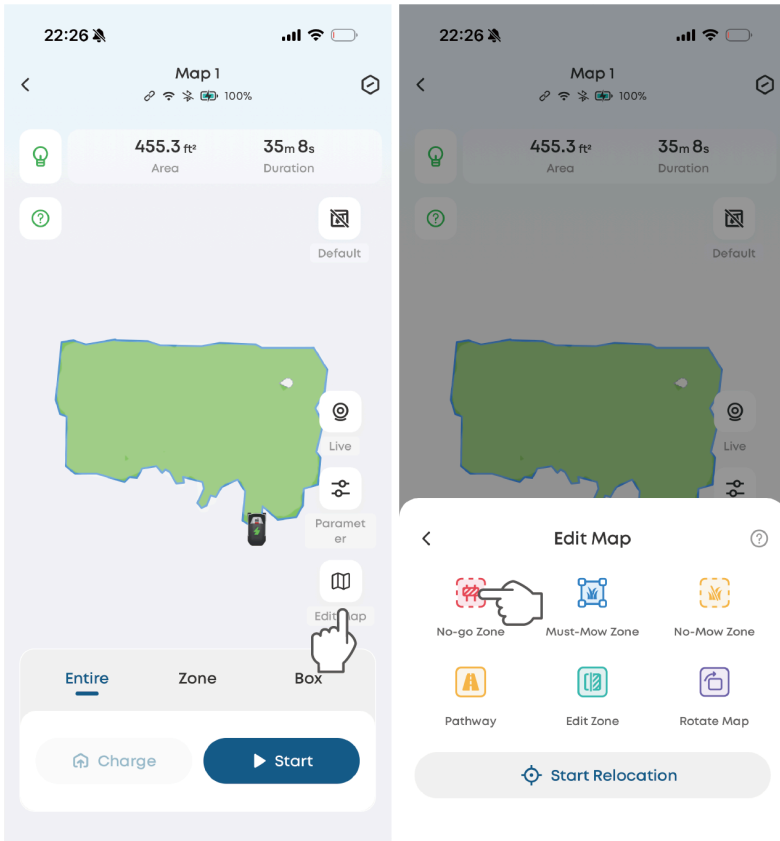 22:26
Map 1
100%
455.3 ft²
35m 8s
Area
Duration
Default
Live
Paramet
er
Edit Map
Entire
Zone
Box
Charge
Start
22:26
Map 1
100%
455.3 ft²
35m 8s
Area
Duration
Default
Live
Edit Map
No-go Zone
Must-Mow Zone
No-Mow Zone
Pathway
Edit Zone
Rotate Map
Start Relocation